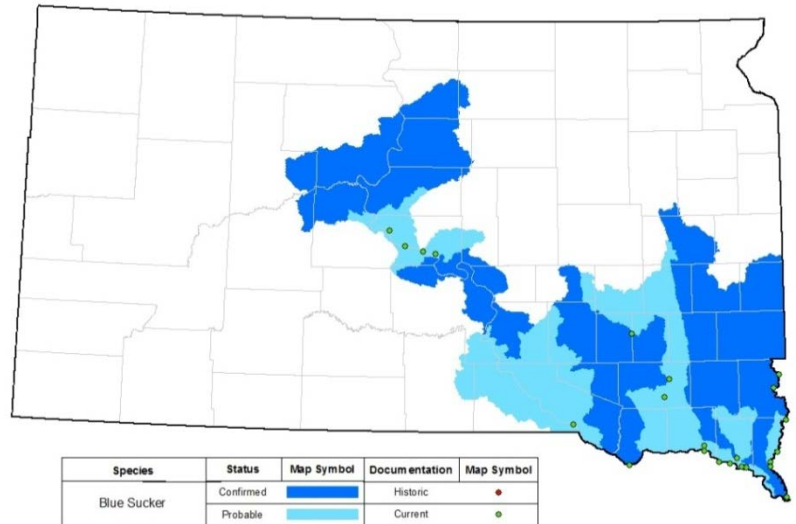 Species Status Map Symbol Documentation Map Symbol
Blue Sucker Confirmed Historic
Probable Current